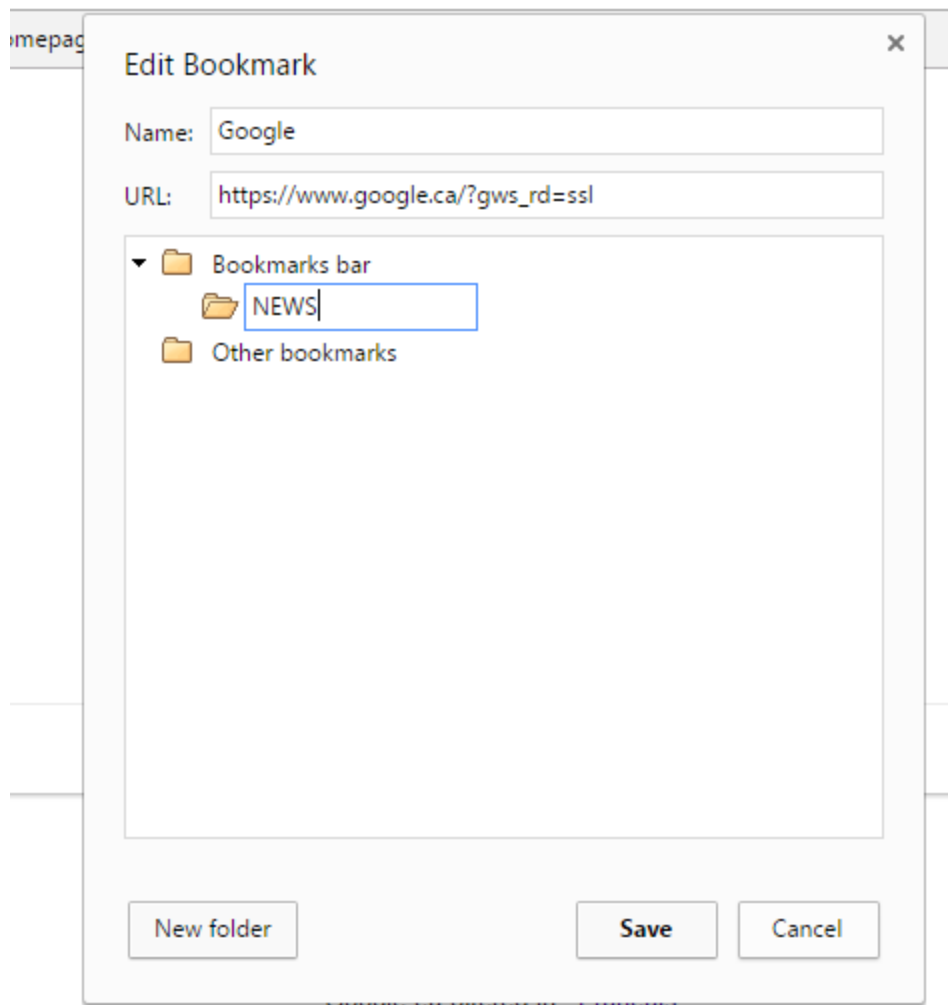 Edit Bookmark
Name: Google
URL: https://www.google.ca/?gws_rd=ssl
Bookmarks bar
NEWS
Other bookmarks
New folder Save Cancel